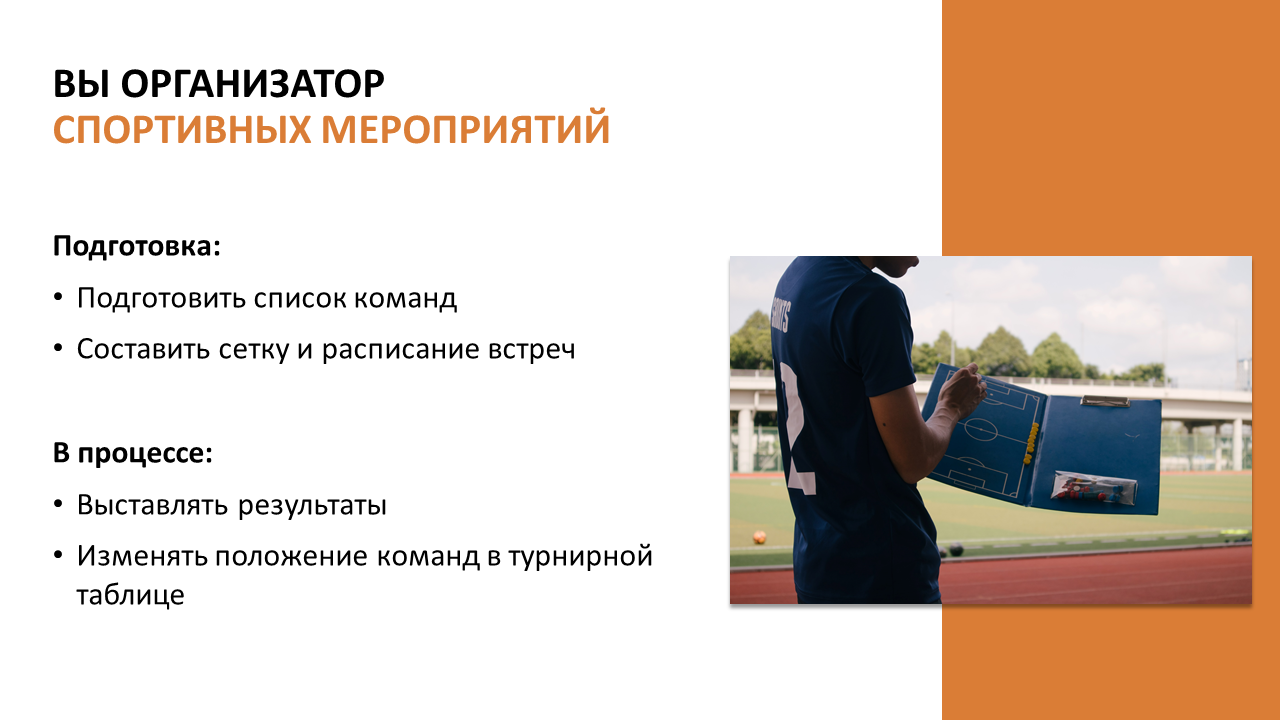 ВЫ ОРГАНИЗАТОР
СПОРТИВНЫХ МЕРОПРИЯТИЙ
Подготовка:
• Подготовить список команд
• Составить сетку и расписание встреч
В процессе:
• Выставлять результаты
• Изменять положение команд в турнирной
таблице
2